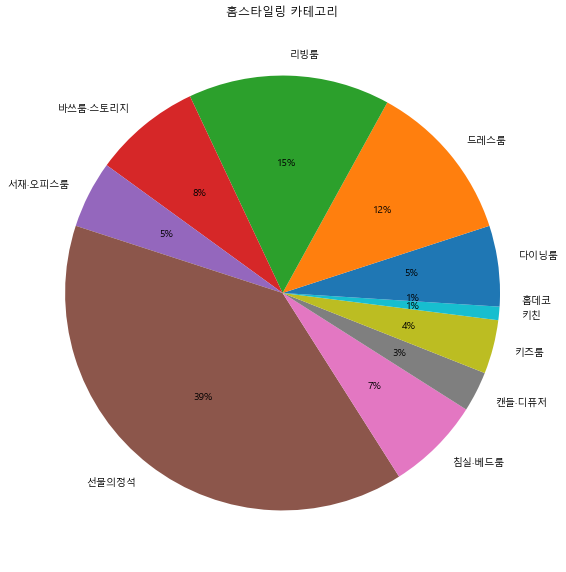 홈스타일링 카테고리
리빙룸
바쓰룸·스토리지
드레스룸
15%
서재·오피스룸
8%
12%
5%
다이닝룸
5%
홈데코
1%
1%
키친
4%
키즈룸
3%
7%
39%
캔들·디퓨저
침실·베드룸
선물의정석